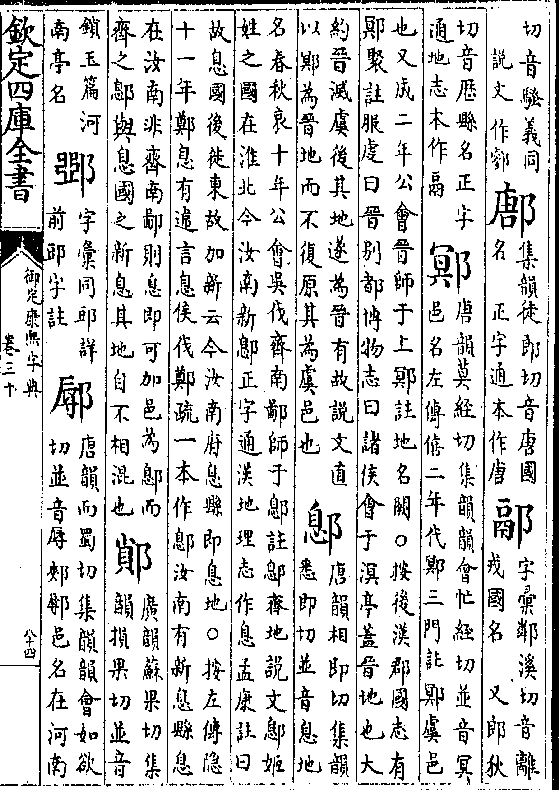 切音騷義同
說文作䣜
鄌
集韻徒郎切音唐國
名 正字通本作唐
字彙鄰溪切音離
戎國名 又郎狄
切音歷縣名正字
通地志本作鬲
鄍
唐韻莫經切集韻韻會忙經切並音冥
邑名左傳僖二年代鄍三門註鄍虞邑
也又成二年公會晉師于上鄍註地名闕○按後漢郡國志有
鄍聚註服虔曰晉別都博物志曰諸侯會于溟亭蓋晉地也大
約晉滅虞後其地遂為晉有故說文直
以鄍為晉地而不復原其為虞邑也
鄎
唐韻相即切集韻
悉即切並音息地
名春秋哀十年公會吳伐齊南鄙師于鄎註鄎齊地說文鄎姬
姓之國在淮北今汝南新鄎正字通漢地理志作息孟康註曰
故息國後徙東故加新云今汝南府息縣即息地○按左傳隱
十一年鄭息有違言息侯伐鄭疏一本作鄎汝南有新息縣息
在汝南非齊南鄙則息即可加邑為鄎而
齊之鄎與息國之新息其地自不相混也
廣韻蘇果切集
韻損果切並音
鎖玉篇河
南亭名
字彙同邼詳
前邼字註
鄏
唐韻而蜀切集韻韻會如欲
切並音辱郟鄏邑名在河南
欽定四庫全書
御定康熙字典
卷三十
八十四